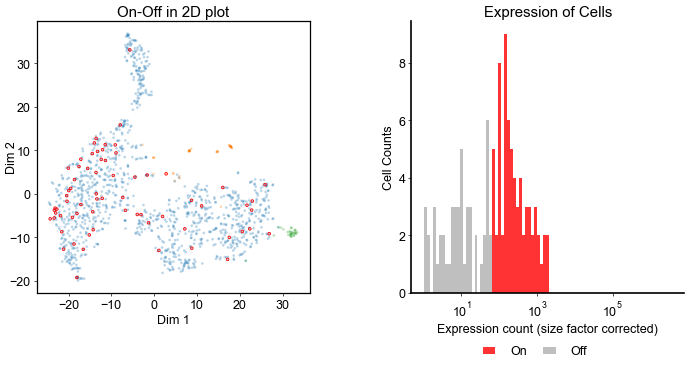 On-Off in 2D plot
Expression of Cells
Dim 2
30
20
10
0
−10
−20
−20 −10 0 10 20 30
Dim 1
Cell Counts
8
6
4
2
0
10^1 10^3 10^5
Expression count (size factor corrected)
On Off